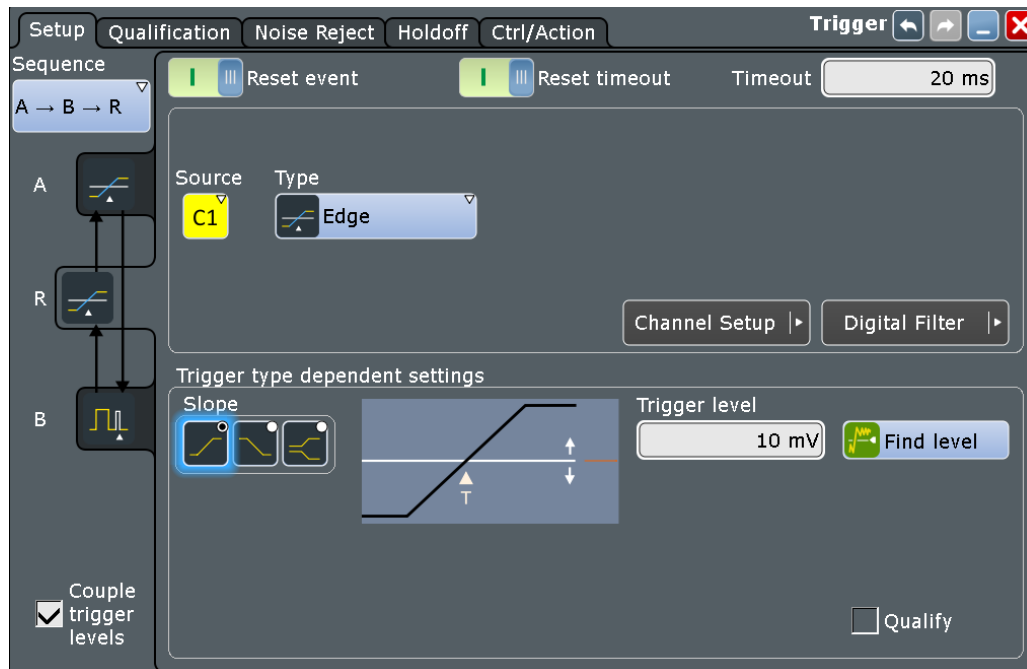 Setup Qualification Noise Reject Holdoff Ctrl/Action Trigger
Sequence
A → B → R
Reset event Reset timeout Timeout 20 ms
A
Source Type
C1 Edge
R
Channel Setup Digital Filter
Trigger type dependent settings
B
Slope Trigger level
10 mV Find level
T
Couple
trigger
levels
Qualify